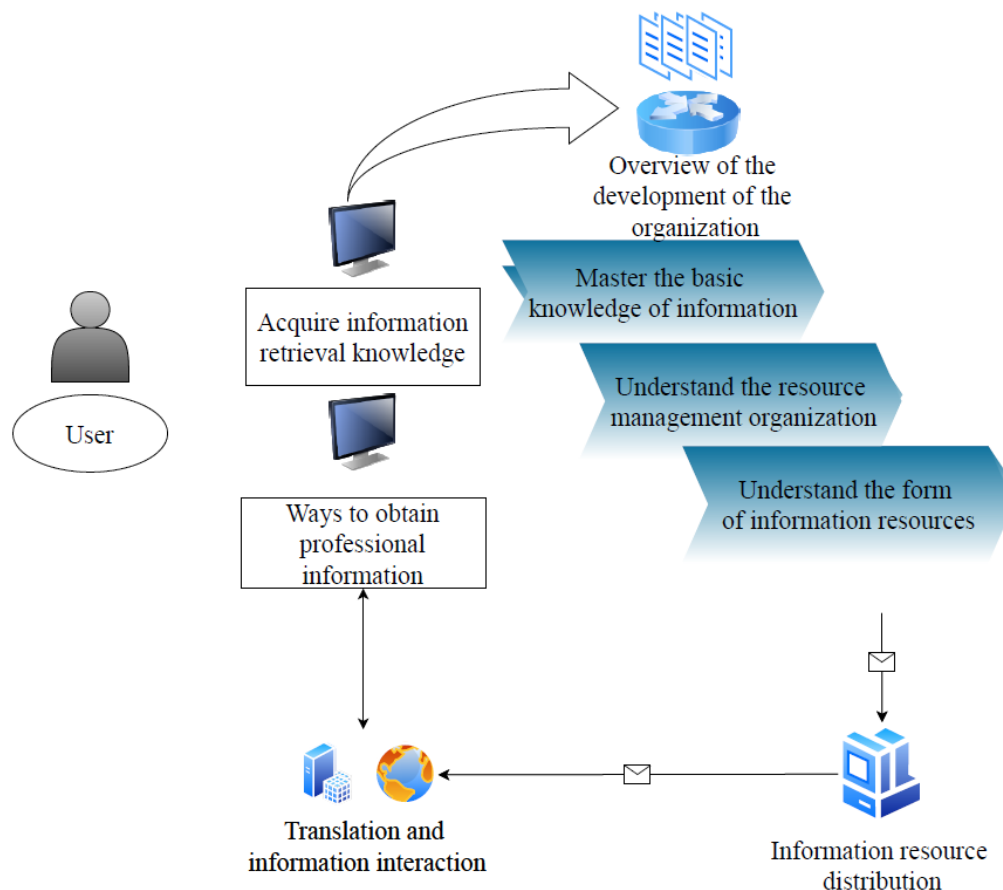 Overview of the
development of the
organization
Master the basic
knowledge of information
Acquire information
retrieval knowledge
Understand the resource
management organization
User
Understand the form
of information resources
Ways to obtain
professional
information
Translation and
information interaction
Information resource
distribution